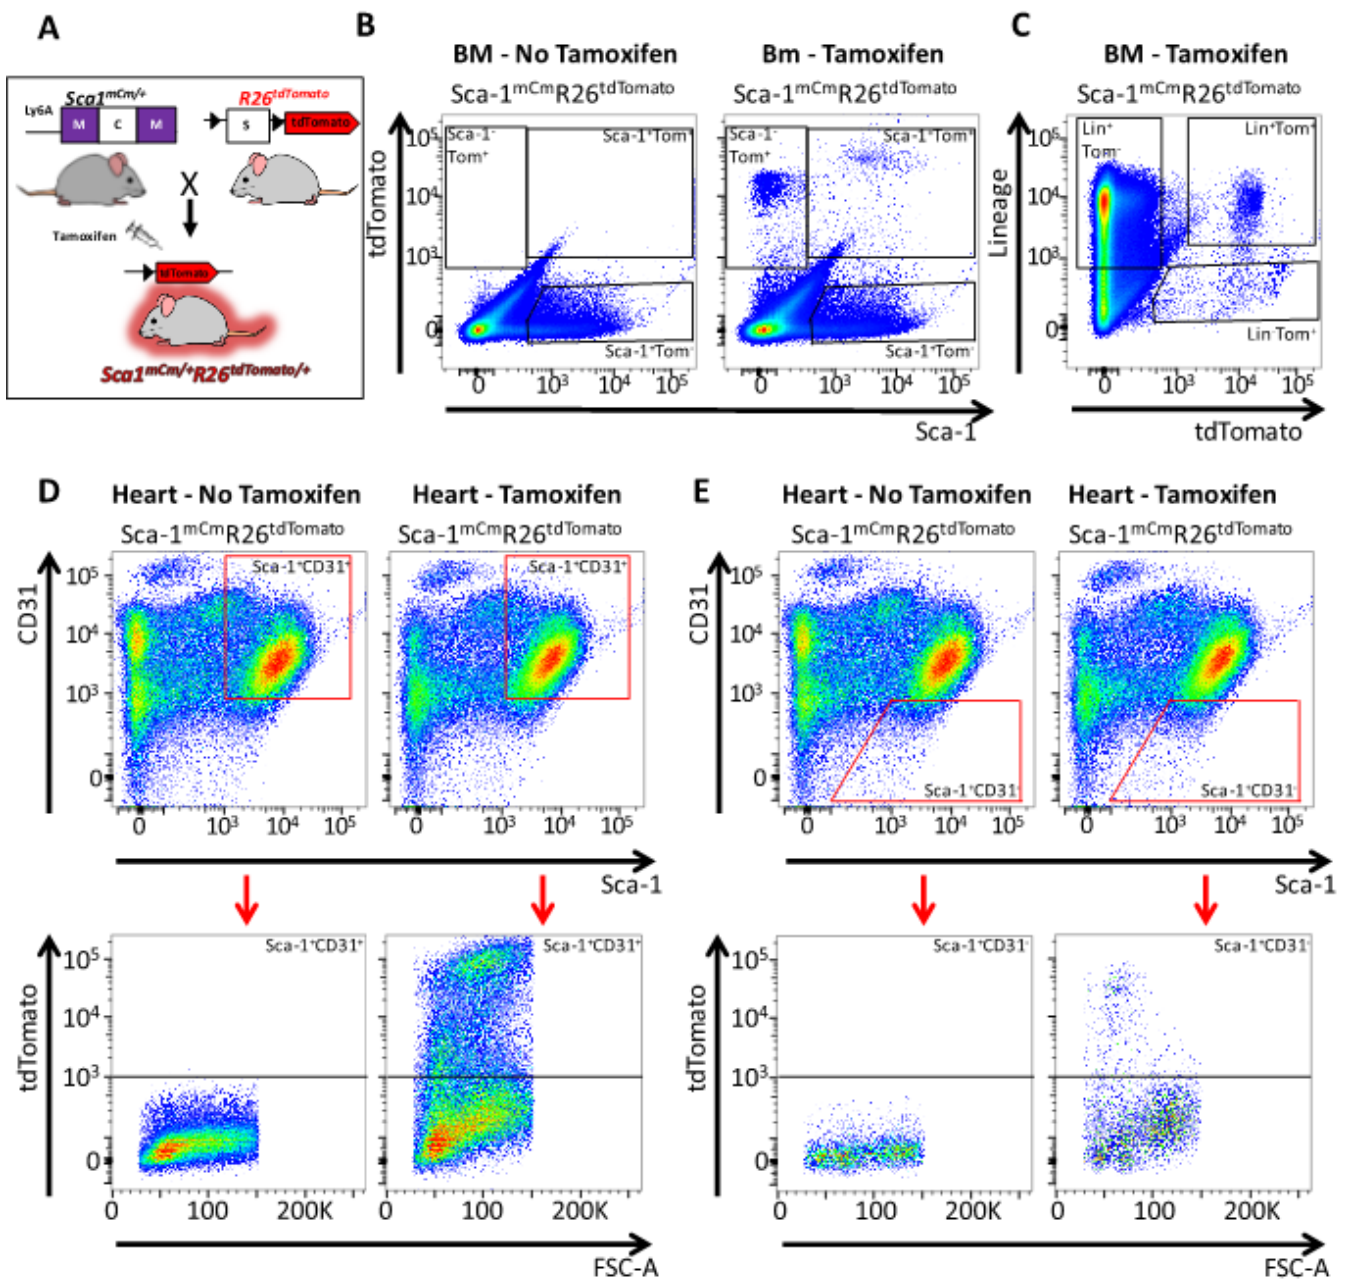 A
Sca1mCm/+
R26tdTomato
Ly6A
M C M
S
tdTomato
X
Tamoxifen
tdTomato
Sca1mCm/+R26tdTomato/+
B
BM - No Tamoxifen
Sca-1mCmR26tdTomato
Bm - Tamoxifen
Sca-1mCmR26tdTomato
tdTomato
105
104
103
0
Sca-1-
Tom+
Sca-1+Tom+
Sca-1+Tom-
0 103 104 105
Sca-1-
Tom+
Sca-1+Tom+
Sca-1+Tom-
0 103 104 105
Sca-1
C
BM - Tamoxifen
Sca-1mCmR26tdTomato
Lineage
105
104
103
0
Lin+
Tom-
Lin+Tom+
Lin-Tom+
0 103 104 105
tdTomato
D
Heart - No Tamoxifen
Sca-1mCmR26tdTomato
Heart - Tamoxifen
Sca-1mCmR26tdTomato
CD31
105
104
103
0
Sca-1+CD31+
0 103 104 105
Sca-1+CD31+
0 103 104 105
Sca-1
tdTomato
105
104
103
0
Sca-1+CD31+
0 100 200K
Sca-1+CD31+
0 100 200K
FSC-A
E
Heart - No Tamoxifen
Sca-1mCmR26tdTomato
Heart - Tamoxifen
Sca-1mCmR26tdTomato
CD31
105
104
103
0
Sca-1+CD31-
0 103 104 105
Sca-1+CD31-
0 103 104 105
Sca-1
tdTomato
105
104
103
0
Sca-1+CD31-
0 100 200K
Sca-1+CD31-
0 100 200K
FSC-A